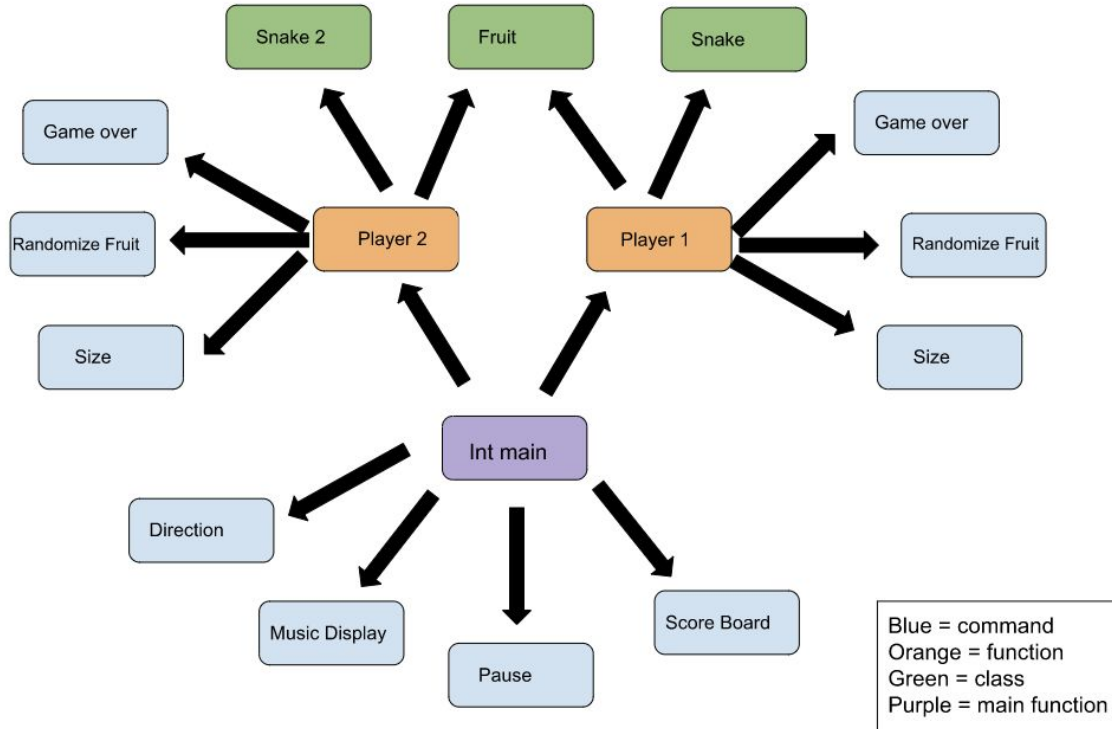 Snake 2
Fruit
Snake
Game over
Game over
Randomize Fruit
Player 2
Player 1
Randomize Fruit
Size
Size
Int main
Direction
Music Display
Pause
Score Board
Blue = command
Orange = function
Green = class
Purple = main function